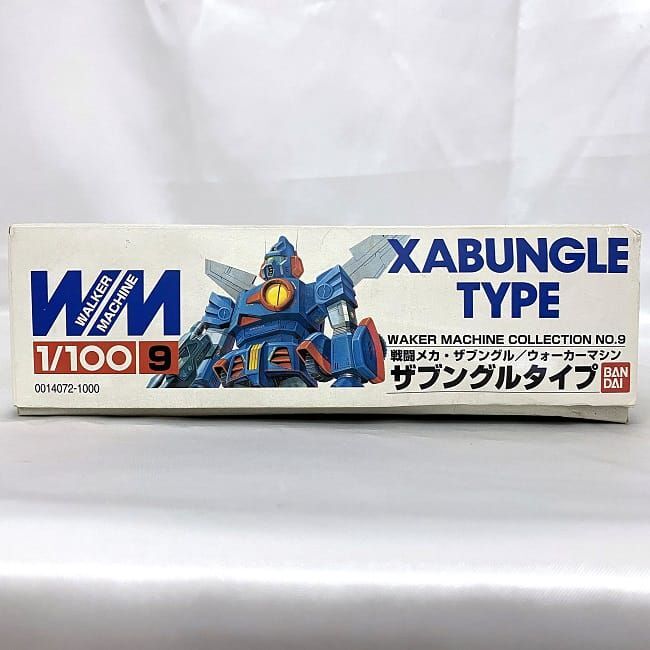 W/M
WALKER
MACHINE
1/100 9
0014072-1000
XABUNGLE
TYPE
WAKER MACHINE COLLECTION NO.9
戦闘メカ・ザブングル／ウォーカーマシン
ザブングルタイプ
BAN
DAI